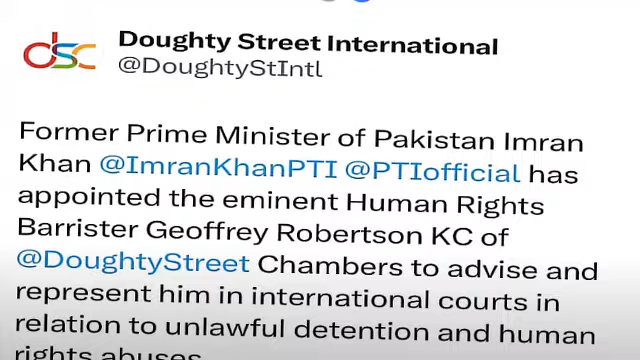 dsc
Doughty Street International
@DoughtyStIntl
Former Prime Minister of Pakistan Imran
Khan @ImranKhanPTI @PTIofficial has
appointed the eminent Human Rights
Barrister Geoffrey Robertson KC of
@DoughtyStreet Chambers to advise and
represent him in international courts in
relation to unlawful detention and human
rights abuses.